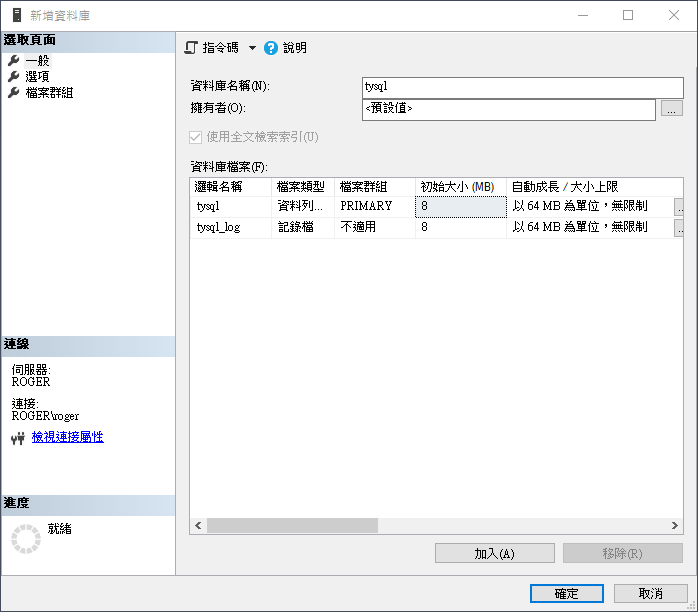 新增資料庫
選取頁面
一般
選項
檔案群組
指令碼 說明
資料庫名稱(N): tysql
擁有者(O): <預設值> ...
使用全文檢索索引(U)
資料庫檔案(F):
邏輯名稱 檔案類型 檔案群組 初始大小 (MB) 自動成長 / 大小上限
tysql 資料列... PRIMARY 8 以 64 MB 為單位，無限制 ..
tysql_log 記錄檔 不適用 8 以 64 MB 為單位，無限制 ..
連線
伺服器:
ROGER
連接:
ROGER\roger
檢視連接屬性
進度
就緒
加入(A) 移除(R)
確定 取消